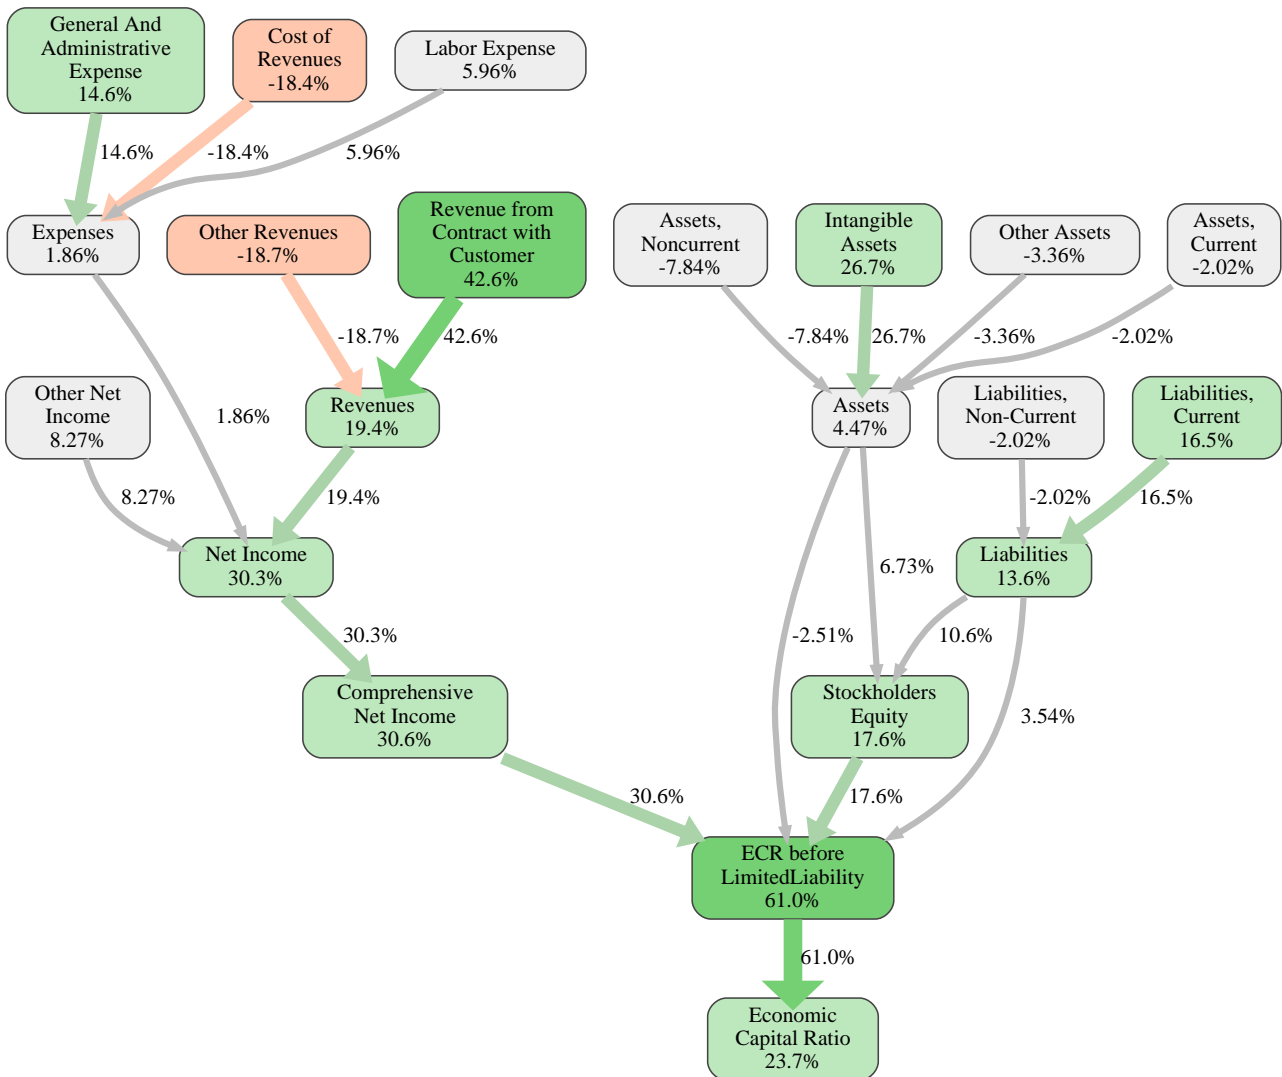 General And
Administrative
Expense
14.6%
Cost of
Revenues
-18.4%
Labor Expense
5.96%
14.6%
-18.4%
5.96%
Expenses
1.86%
Other Revenues
-18.7%
Revenue from
Contract with
Customer
42.6%
Assets,
Noncurrent
-7.84%
Intangible
Assets
26.7%
Other Assets
-3.36%
Assets,
Current
-2.02%
-18.7%
42.6%
-7.84%
26.7%
-3.36%
-2.02%
Other Net
Income
8.27%
1.86%
Revenues
19.4%
Assets
4.47%
Liabilities,
Non-Current
-2.02%
Liabilities,
Current
16.5%
8.27%
19.4%
-2.02%
16.5%
Net Income
30.3%
6.73%
Liabilities
13.6%
30.3%
-2.51%
10.6%
Comprehensive
Net Income
30.6%
Stockholders
Equity
17.6%
3.54%
30.6%
17.6%
ECR before
LimitedLiability
61.0%
61.0%
Economic
Capital Ratio
23.7%